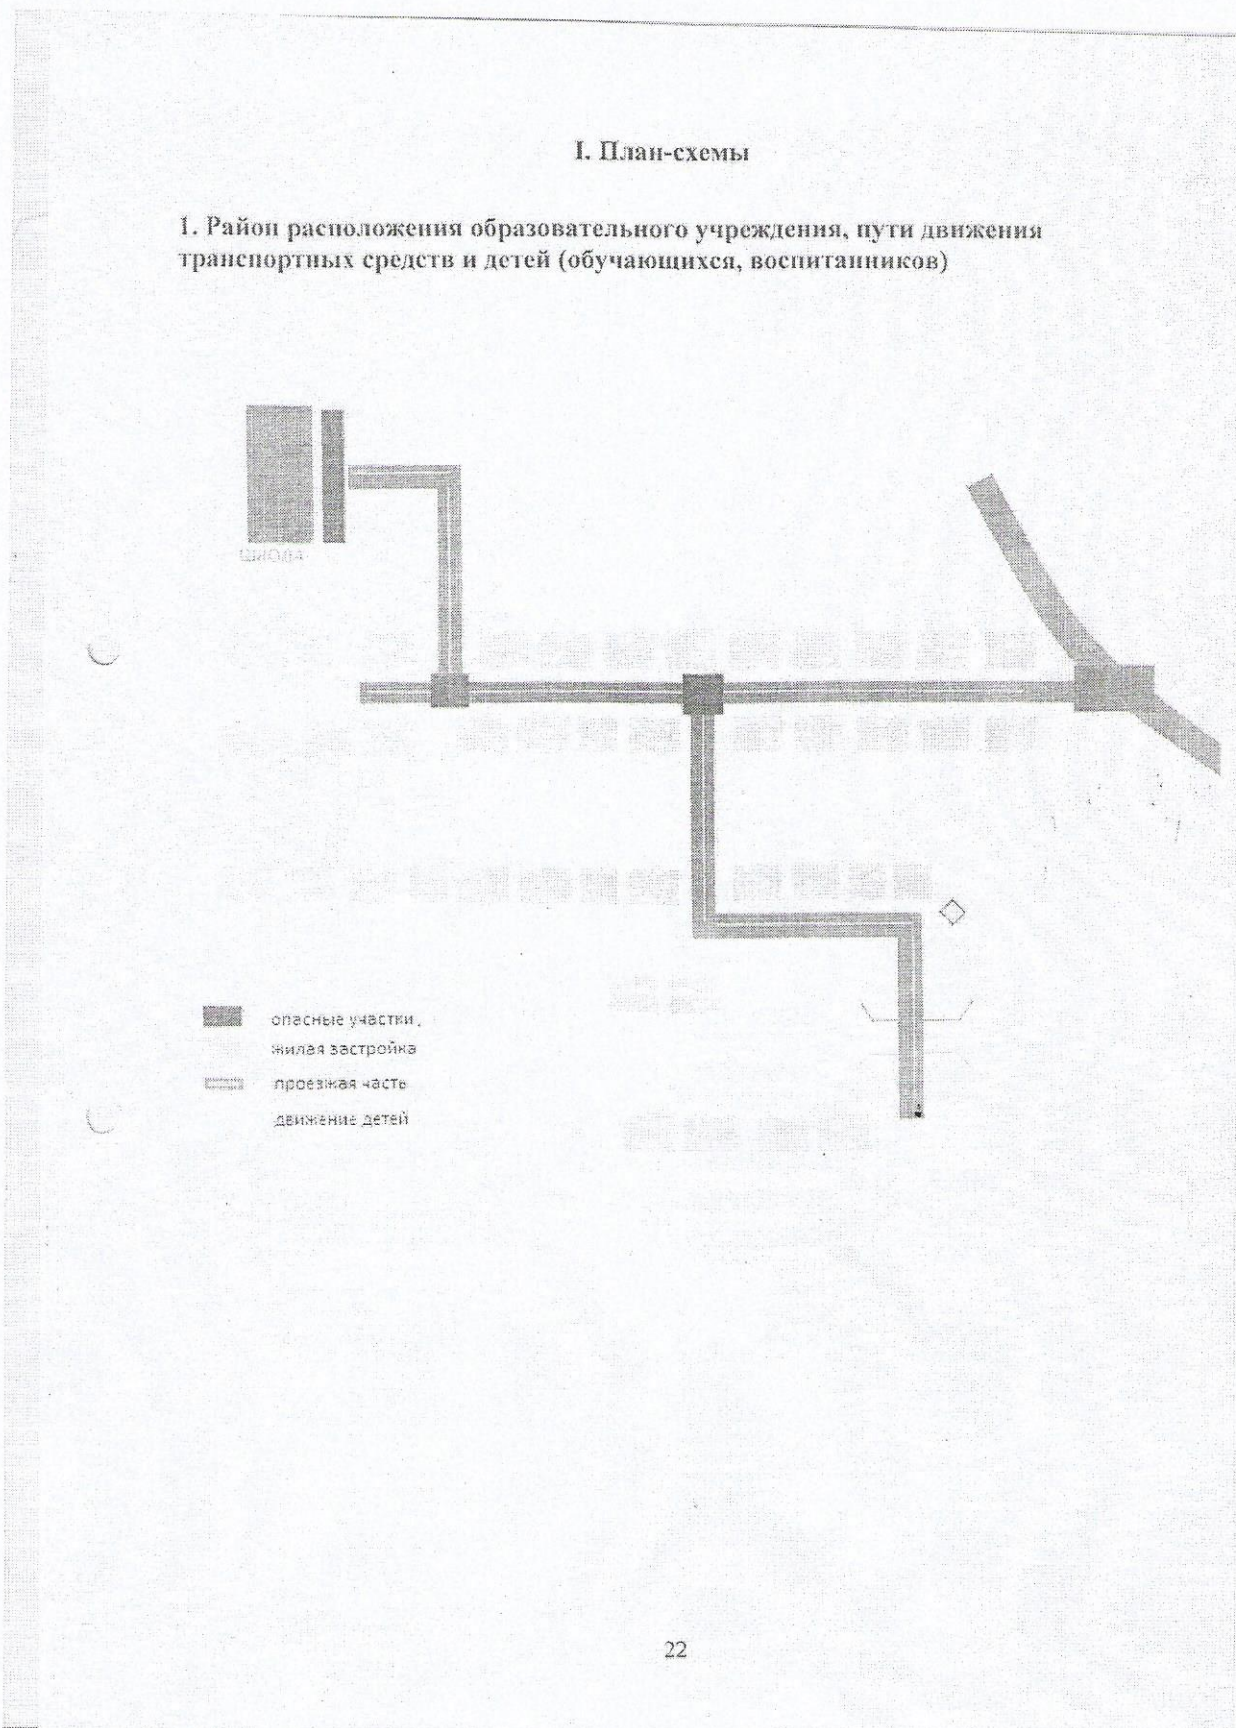 I. План-схемы
1. Район расположения образовательного учреждения, пути движения
транспортных средств и детей (обучающихся, воспитанников)
ШКОЛА
опасные участки,
жилая застройка
проезжая часть
движение детей
22